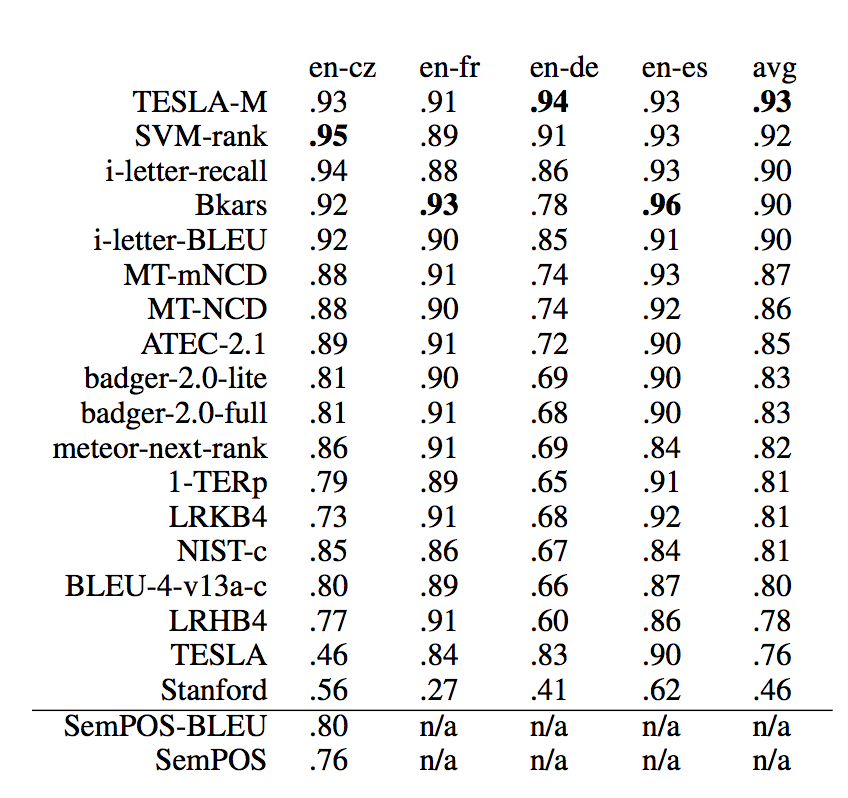 en-cz en-fr en-de en-es avg
TESLA-M .93 .91 .94 .93 .93
SVM-rank .95 .89 .91 .93 .92
i-letter-recall .94 .88 .86 .93 .90
Bkars .92 .93 .78 .96 .90
i-letter-BLEU .92 .90 .85 .91 .90
MT-mNCD .88 .91 .74 .93 .87
MT-NCD .88 .90 .74 .92 .86
ATEC-2.1 .89 .91 .72 .90 .85
badger-2.0-lite .81 .90 .69 .90 .83
badger-2.0-full .81 .91 .68 .90 .83
meteor-next-rank .86 .91 .69 .84 .82
1-TERp .79 .89 .65 .91 .81
LRKB4 .73 .91 .68 .92 .81
NIST-c .85 .86 .67 .84 .81
BLEU-4-v13a-c .80 .89 .66 .87 .80
LRHB4 .77 .91 .60 .86 .78
TESLA .46 .84 .83 .90 .76
Stanford .56 .27 .41 .62 .46
SemPOS-BLEU .80 n/a n/a n/a n/a
SemPOS .76 n/a n/a n/a n/a